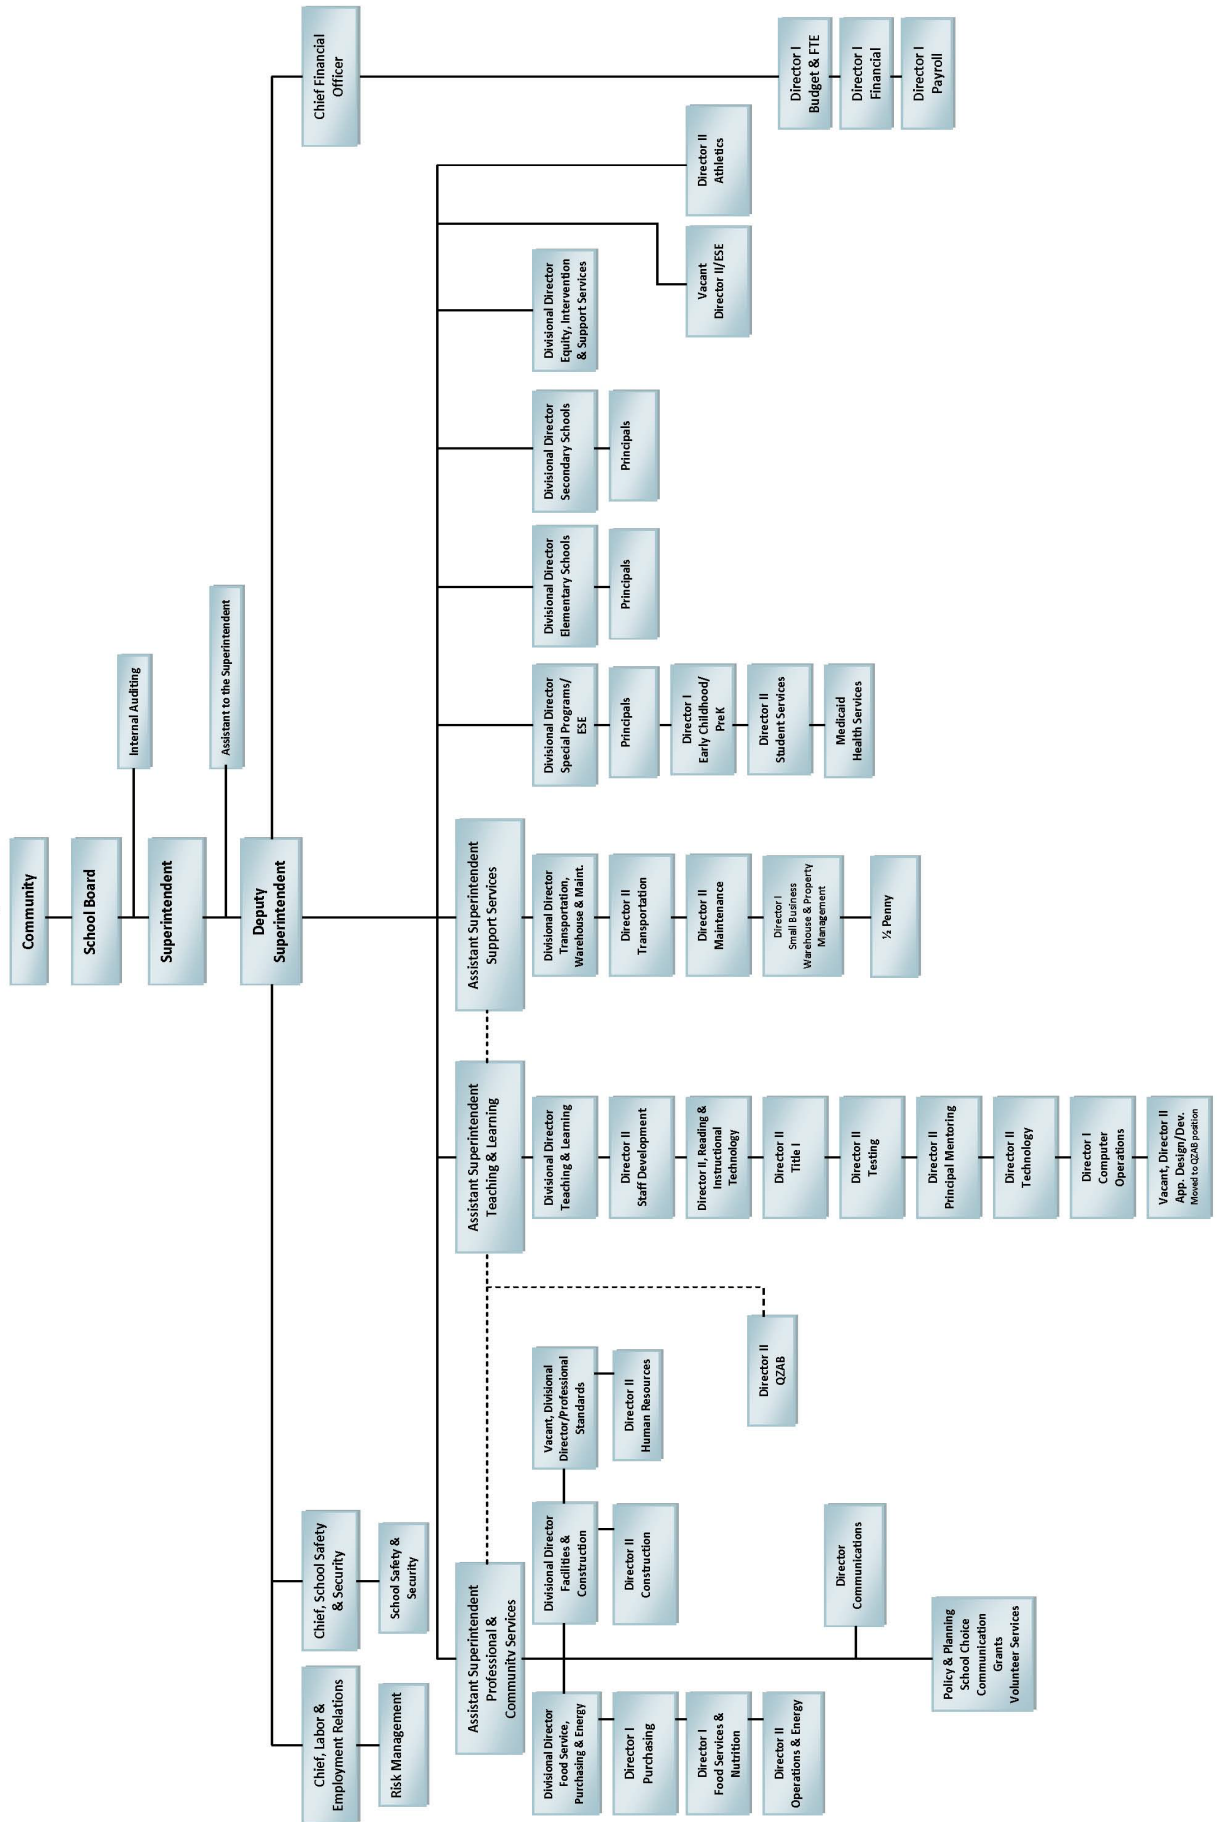 Community
School Board
Internal Auditing
Superintendent
Assistant to the Superintendent
Deputy
Superintendent
Chief, Labor &
Employment Relations
Risk Management
Chief, School Safety
& Security
School Safety &
Security
Chief Financial
Officer
Director I
Budget & FTE
Director I
Financial
Director I
Payroll
Assistant Superintendent
Professional &
Community Services
Divisional Director
Food Service,
Purchasing & Energy
Director I
Purchasing
Director I
Food Services &
Nutrition
Director II
Operations & Energy
Divisional Director
Facilities &
Construction
Director II
Construction
Vacant, Divisional
Director/Professional
Standards
Director II
Human Resources
Director
Communications
Policy & Planning
School Choice
Communication
Grants
Volunteer Services
Director II
QZAB
Assistant Superintendent
Teaching & Learning
Divisional Director
Teaching & Learning
Director II
Staff Development
Director II, Reading &
Instructional
Technology
Director II
Title I
Director II
Testing
Director II
Principal Mentoring
Director II
Technology
Director I
Computer
Operations
Vacant, Director II
App. Design/Dev.
Moved to QZAB position
Assistant Superintendent
Support Services
Divisional Director
Transportation,
Warehouse & Maint.
Director II
Transportation
Director II
Maintenance
Director I
Small Business
Warehouse & Property
Management
½ Penny
Divisional Director
Special Programs/
ESE
Principals
Director I
Early Childhood/
PreK
Director II
Student Services
Medicaid
Health Services
Divisional Director
Elementary Schools
Principals
Divisional Director
Secondary Schools
Principals
Divisional Director
Equity, Intervention
& Support Services
Vacant
Director II/ESE
Director II
Athletics